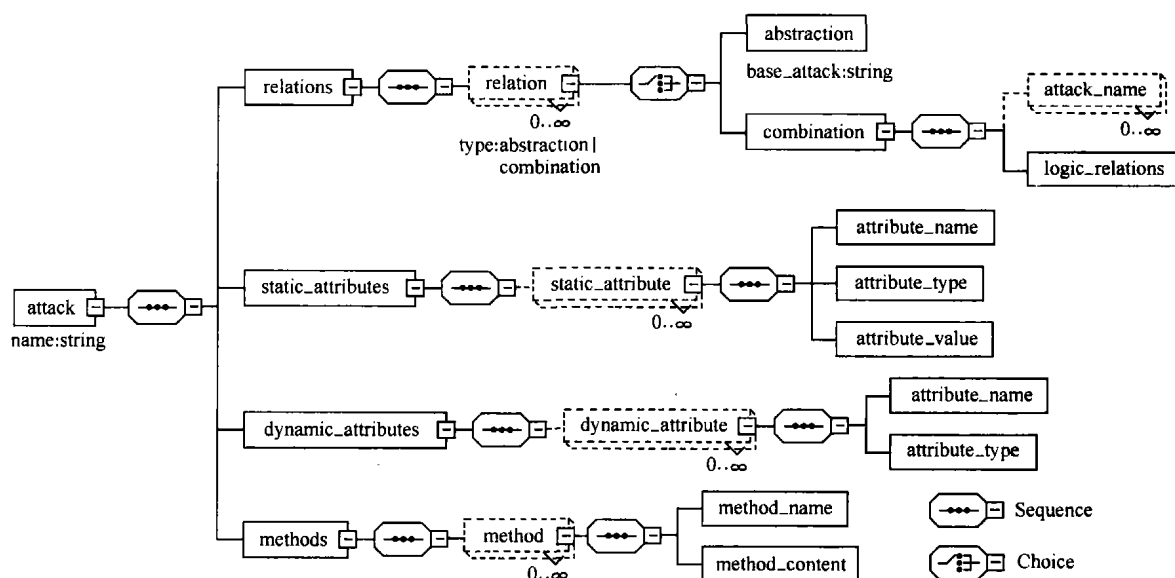 abstraction
base_attack:string
relations
relation
0..∞
type:abstraction|
combination
combination
attack_name
0..∞
logic_relations
attack
name:string
static_attributes
static_attribute
0..∞
attribute_name
attribute_type
attribute_value
dynamic_attributes
dynamic_attribute
0..∞
attribute_name
attribute_type
methods
method
0..∞
method_name
method_content
Sequence
Choice